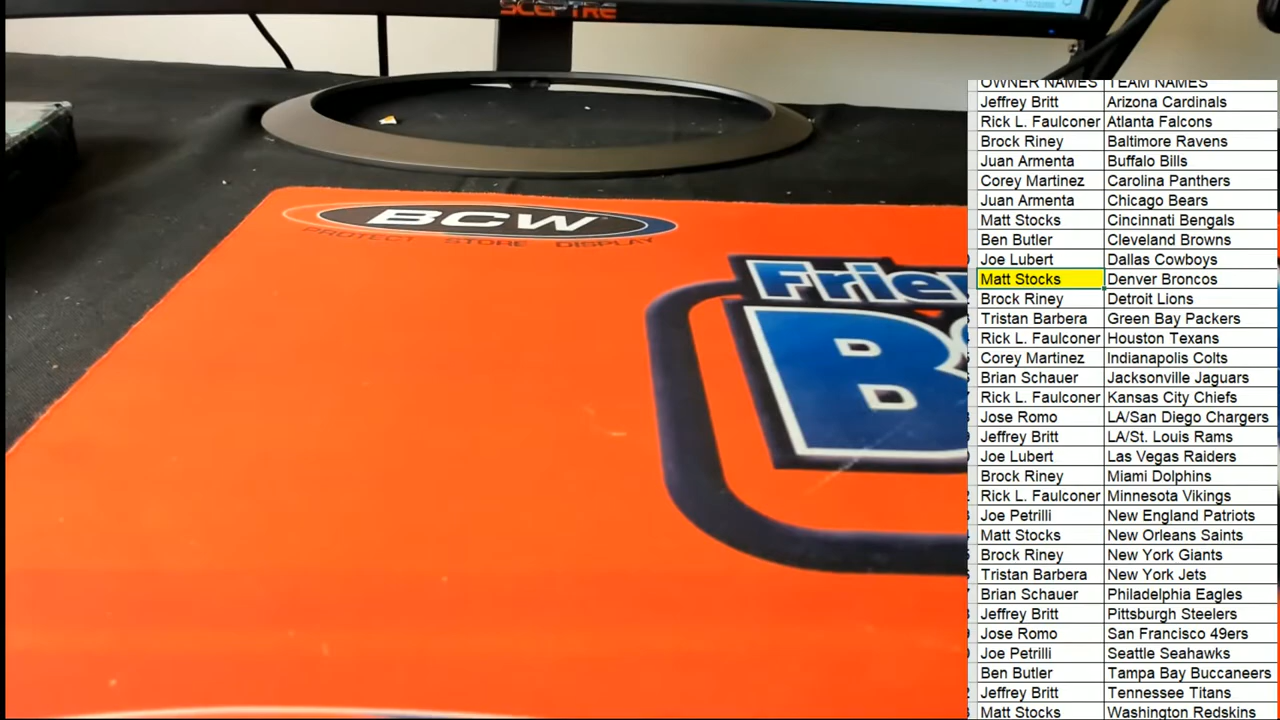 SCEPTRE
BCW
PROTECT STORE DISPLAY
OWNER NAMES TEAM NAMES
Jeffrey Britt Arizona Cardinals
Rick L. Faulconer Atlanta Falcons
Brock Riney Baltimore Ravens
Juan Armenta Buffalo Bills
Corey Martinez Carolina Panthers
Juan Armenta Chicago Bears
Matt Stocks Cincinnati Bengals
Ben Butler Cleveland Browns
Joe Lubert Dallas Cowboys
Matt Stocks Denver Broncos
Brock Riney Detroit Lions
Tristan Barbera Green Bay Packers
Rick L. Faulconer Houston Texans
Corey Martinez Indianapolis Colts
Brian Schauer Jacksonville Jaguars
Rick L. Faulconer Kansas City Chiefs
Jose Romo LA/San Diego Chargers
Jeffrey Britt LA/St. Louis Rams
Joe Lubert Las Vegas Raiders
Brock Riney Miami Dolphins
Rick L. Faulconer Minnesota Vikings
Joe Petrilli New England Patriots
Matt Stocks New Orleans Saints
Brock Riney New York Giants
Tristan Barbera New York Jets
Brian Schauer Philadelphia Eagles
Jeffrey Britt Pittsburgh Steelers
Jose Romo San Francisco 49ers
Joe Petrilli Seattle Seahawks
Ben Butler Tampa Bay Buccaneers
Jeffrey Britt Tennessee Titans
Matt Stocks Washington Redskins